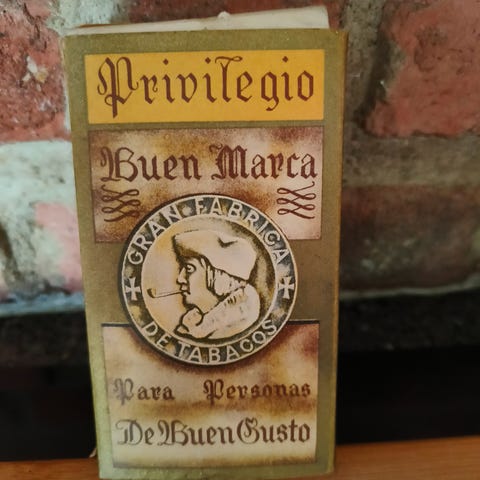 Privilegio
Buen Marca
GRAN FABRICA
DE TABACOS
Para Personas
De Buen Gusto